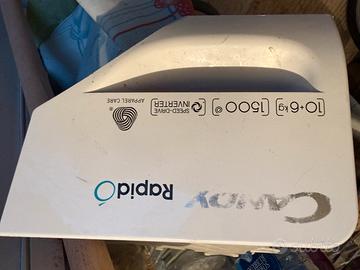 CANDY
RapidÓ
10+6 kg
1500
SPEED-DRIVE
INVERTER
APPAREL CARE